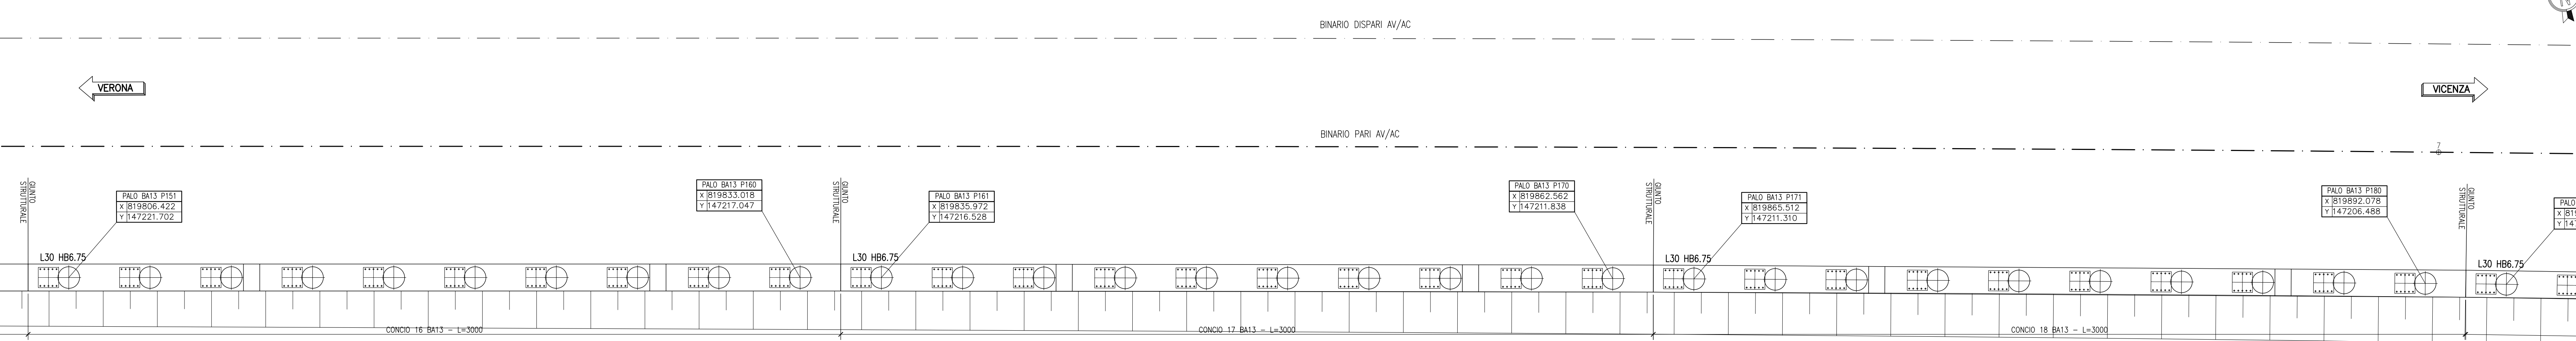 BINARIO DISPARI AV/AC
VERONA
VICENZA
BINARIO PARI AV/AC
7
GIUNTO
STRUTTURALE
PALO BA13 P151
X 819806.422
Y 147221.702
PALO BA13 P160
X 819833.018
Y 147217.047
GIUNTO
STRUTTURALE
PALO BA13 P161
X 819835.972
Y 147216.528
PALO BA13 P170
X 819862.562
Y 147211.838
GIUNTO
STRUTTURALE
PALO BA13 P171
X 819865.512
Y 147211.310
PALO BA13 P180
X 819892.078
Y 147206.488
GIUNTO
STRUTTURALE
PALO
X
Y
L30 HB6.75
L30 HB6.75
L30 HB6.75
L30 HB6.75
CONCIO 16 BA13 - L=3000
CONCIO 17 BA13 - L=3000
CONCIO 18 BA13 - L=3000